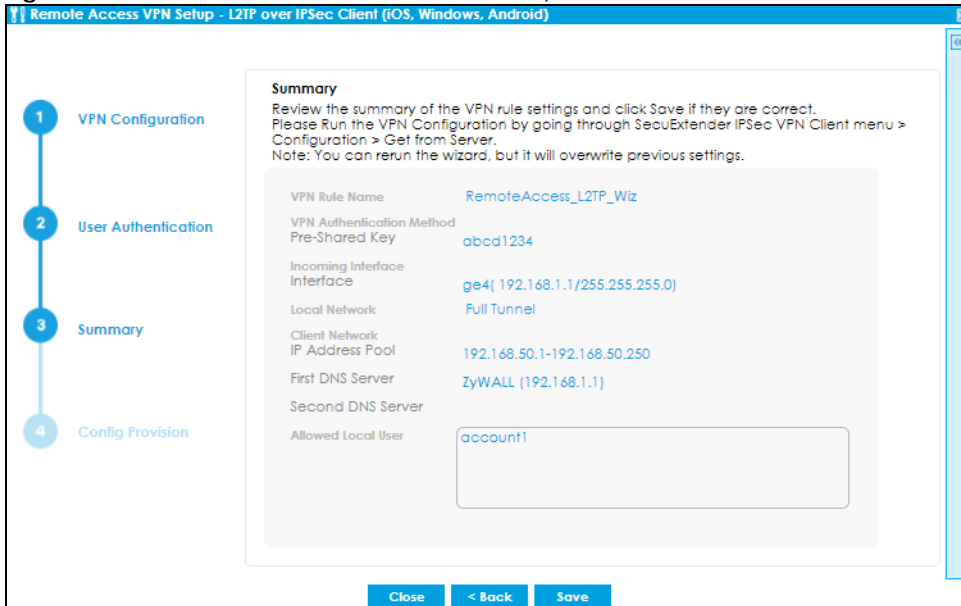 Remote Access VPN Setup - L2TP over IPSec Client (iOS, Windows, Android)
1 VPN Configuration
2 User Authentication
3 Summary
4 Config Provision
Summary
Review the summary of the VPN rule settings and click Save if they are correct.
Please Run the VPN Configuration by going through SecuExtender IPSec VPN Client menu >
Configuration > Get from Server.
Note: You can rerun the wizard, but it will overwrite previous settings.
VPN Rule Name RemoteAccess_L2TP_Wiz
VPN Authentication Method
Pre-Shared Key abcd1234
Incoming Interface
Interface ge4( 192.168.1.1/255.255.255.0)
Local Network Full Tunnel
Client Network
IP Address Pool 192.168.50.1-192.168.50.250
First DNS Server ZyWALL (192.168.1.1)
Second DNS Server
Allowed Local User account1
Close < Back Save